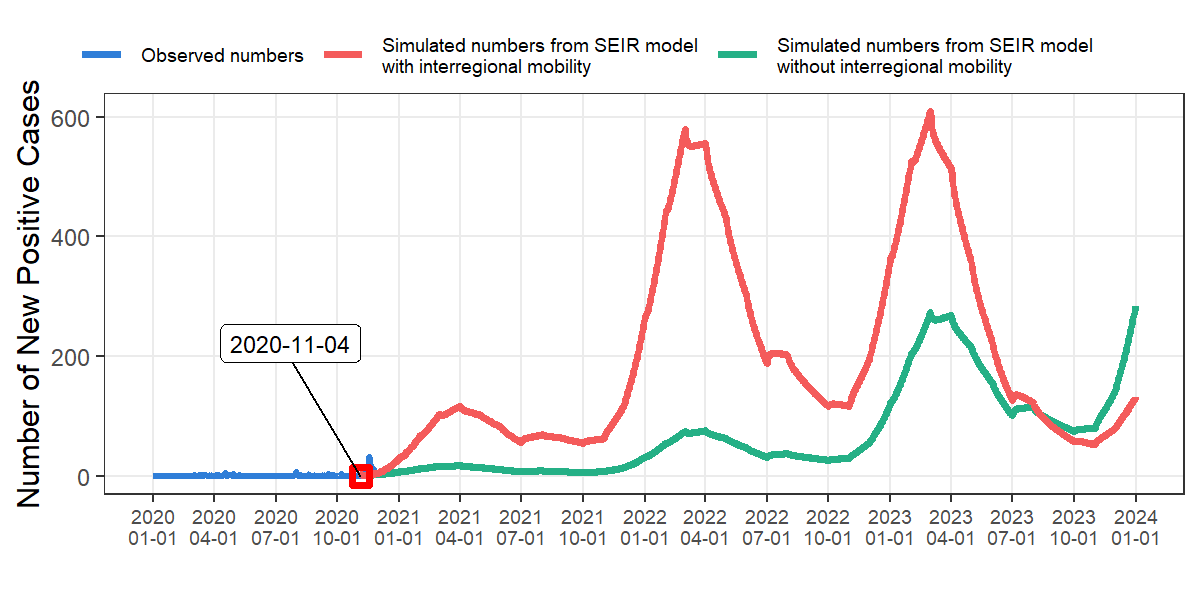 Observed numbers
Simulated numbers from SEIR model
with interregional mobility
Simulated numbers from SEIR model
without interregional mobility
Number of New Positive Cases
600
400
200
0
2020-11-04
2020 2020 2020 2020 2021 2021 2021 2021 2022 2022 2022 2022 2023 2023 2023 2023 2024
01-01 04-01 07-01 10-01 01-01 04-01 07-01 10-01 01-01 04-01 07-01 10-01 01-01 04-01 07-01 10-01 01-01